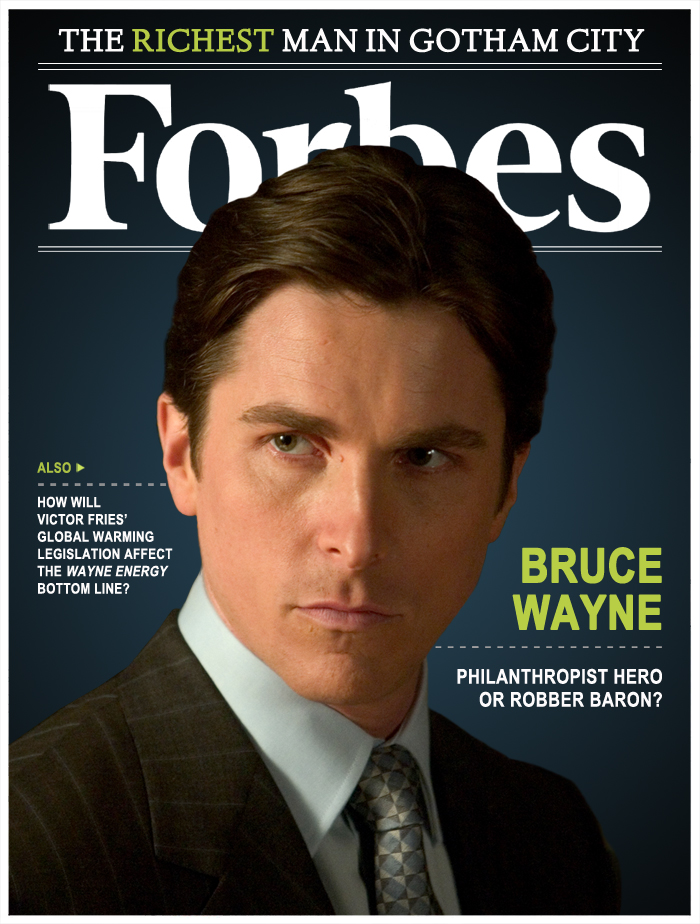 THE RICHEST MAN IN GOTHAM CITY
Forbes
ALSO ▶
HOW WILL
VICTOR FRIES'
GLOBAL WARMING
LEGISLATION AFFECT
THE WAYNE ENERGY
BOTTOM LINE?
BRUCE
WAYNE
PHILANTHROPIST HERO
OR ROBBER BARON?